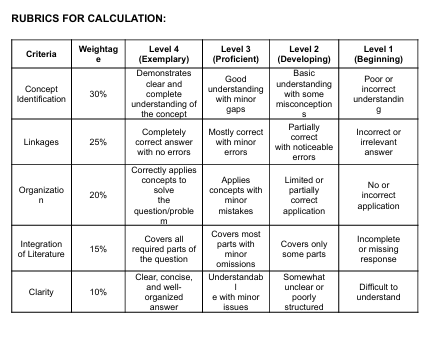 RUBRICS FOR CALCULATION:
Criteria
Weightag
e
Level 4
(Exemplary)
Level 3
(Proficient)
Level 2
(Developing)
Level 1
(Beginning)
Concept
Identification
30%
Demonstrates
clear and
complete
understanding of
the concept
Good
understanding
with minor
gaps
Basic
understanding
with some
misconception
s
Poor or
incorrect
understandin
g
Linkages
25%
Completely
correct answer
with no errors
Mostly correct
with minor
errors
Partially
correct
with noticeable
errors
Incorrect or
irrelevant
answer
Organizatio
n
20%
Correctly applies
concepts to
solve
the
question/proble
m
Applies
concepts with
minor
mistakes
Limited or
partially
correct
application
No or
incorrect
application
Integration
of Literature
15%
Covers all
required parts of
the question
Covers most
parts with
minor
omissions
Covers only
some parts
Incomplete
or missing
response
Clarity
10%
Clear, concise,
and well-
organized
answer
Understandab
l
e with minor
issues
Somewhat
unclear or
poorly
structured
Difficult to
understand